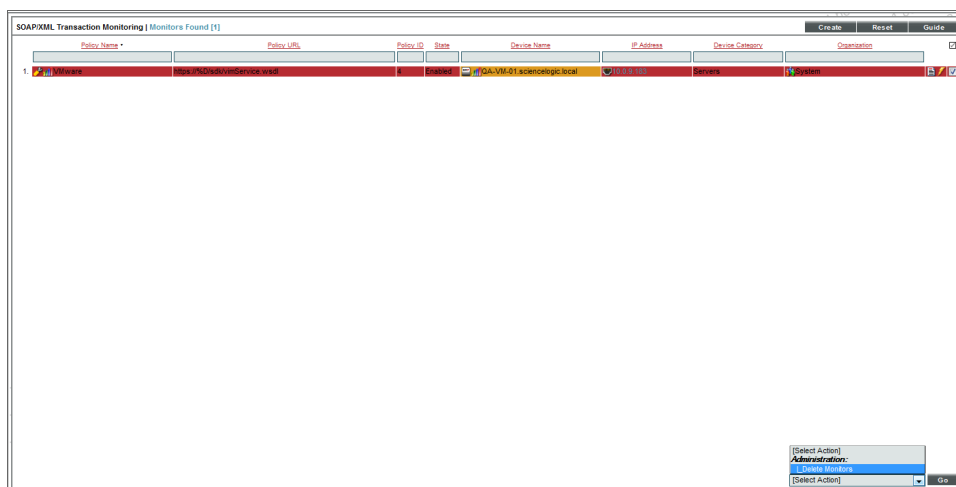 SOAP/XML Transaction Monitoring | Monitors Found [1]
Create Reset Guide
Policy Name • Policy URL Policy ID State Device Name IP Address Device Category Organization
1. VMware https://%D/sdk/vimService.wsdl 4 Enabled QA-VM-01.sciencelogic.local Servers System
[Select Action]
Administration:
|_Delete Monitors
[Select Action] Go